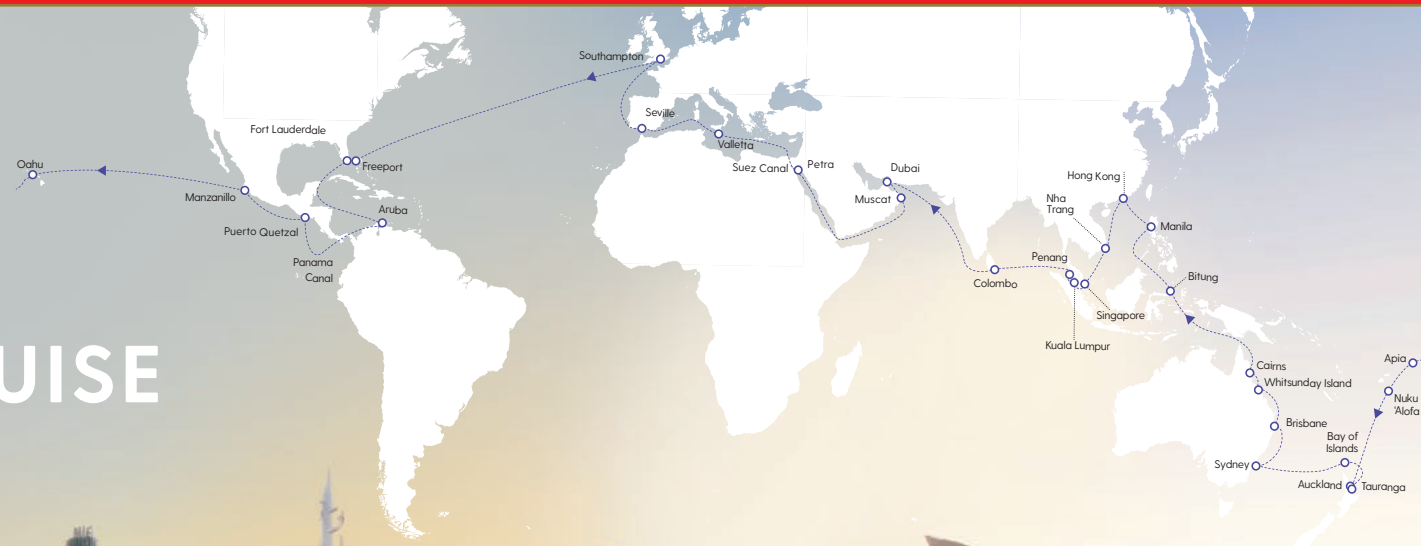 Southampton
Seville
Valletta
Fort Lauderdale
Freeport
Oahu
Manzanillo
Aruba
Puerto Quetzal
Panama
Canal
Suez Canal
Petra
Dubai
Muscat
Hong Kong
Nha
Trang
Manila
Penang
Bitung
Colombo
Singapore
Kuala Lumpur
UISE
Apia
Cairns
Whitsunday Island
Nuku
'Alofa
Brisbane
Bay of
Islands
Sydney
Auckland
Tauranga